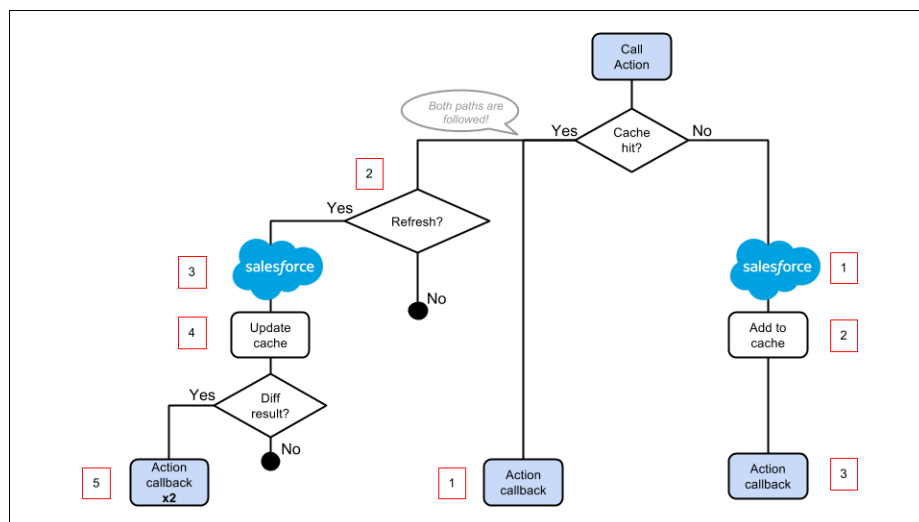 Call
Action
Both paths are
followed!
Yes
Cache
hit?
No
2
Yes
Refresh?
3
salesforce
No
salesforce
1
4
Update
cache
Add to
cache
2
Yes
Diff
result?
No
5
Action
callback
x2
1
Action
callback
Action
callback
3